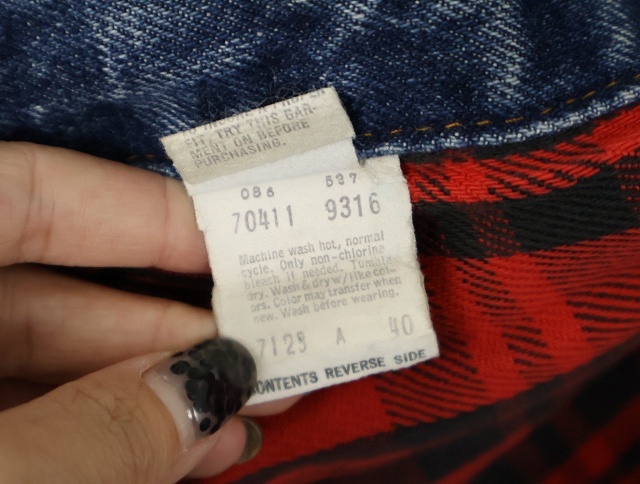 FIT TRY THIS GAR-
MENT ON BEFORE
PURCHASING.
086 537
70411 9316
Machine wash hot, normal
cycle. Only non-chlorine
bleach if needed. Tumble
dry. Wash & dry w/like col-
ors. Color may transfer when
new. Wash before wearing.
7129 A 40
CONTENTS REVERSE SIDE